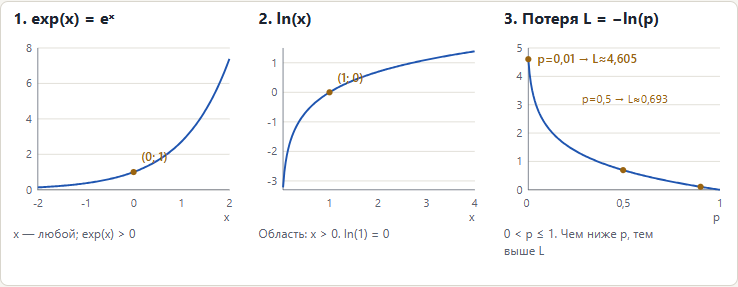 1. exp(x) = eˣ
8
6
4
2
0
-2
-1
0
1
2
x
(0; 1)
x — любой; exp(x) > 0
2. ln(x)
1
0
-1
-2
-3
1
2
3
4
x
(1; 0)
Область: x > 0. ln(1) = 0
3. Потеря L = −ln(p)
5
4
3
2
1
0
0
0,5
1
p
p=0,01 → L≈4,605
p=0,5 → L≈0,693
0 < p ≤ 1. Чем ниже p, тем
выше L